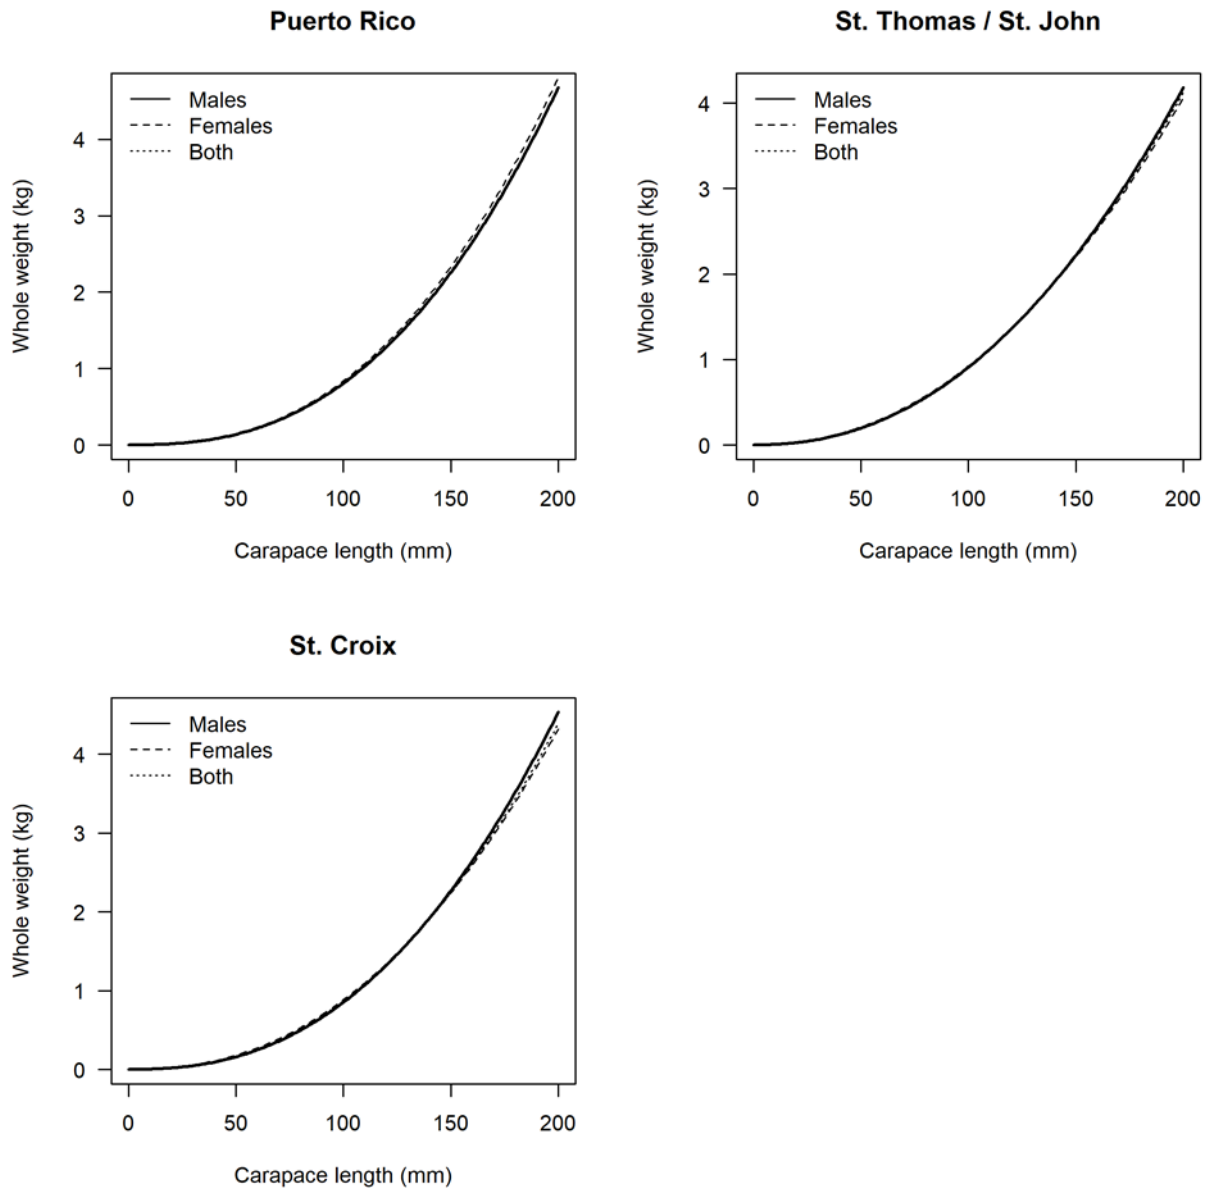 Puerto Rico
Males
Females
Both
Whole weight (kg)
4
3
2
1
0
0 50 100 150 200
Carapace length (mm)
St. Thomas / St. John
Males
Females
Both
Whole weight (kg)
4
3
2
1
0
0 50 100 150 200
Carapace length (mm)
St. Croix
Males
Females
Both
Whole weight (kg)
4
3
2
1
0
0 50 100 150 200
Carapace length (mm)